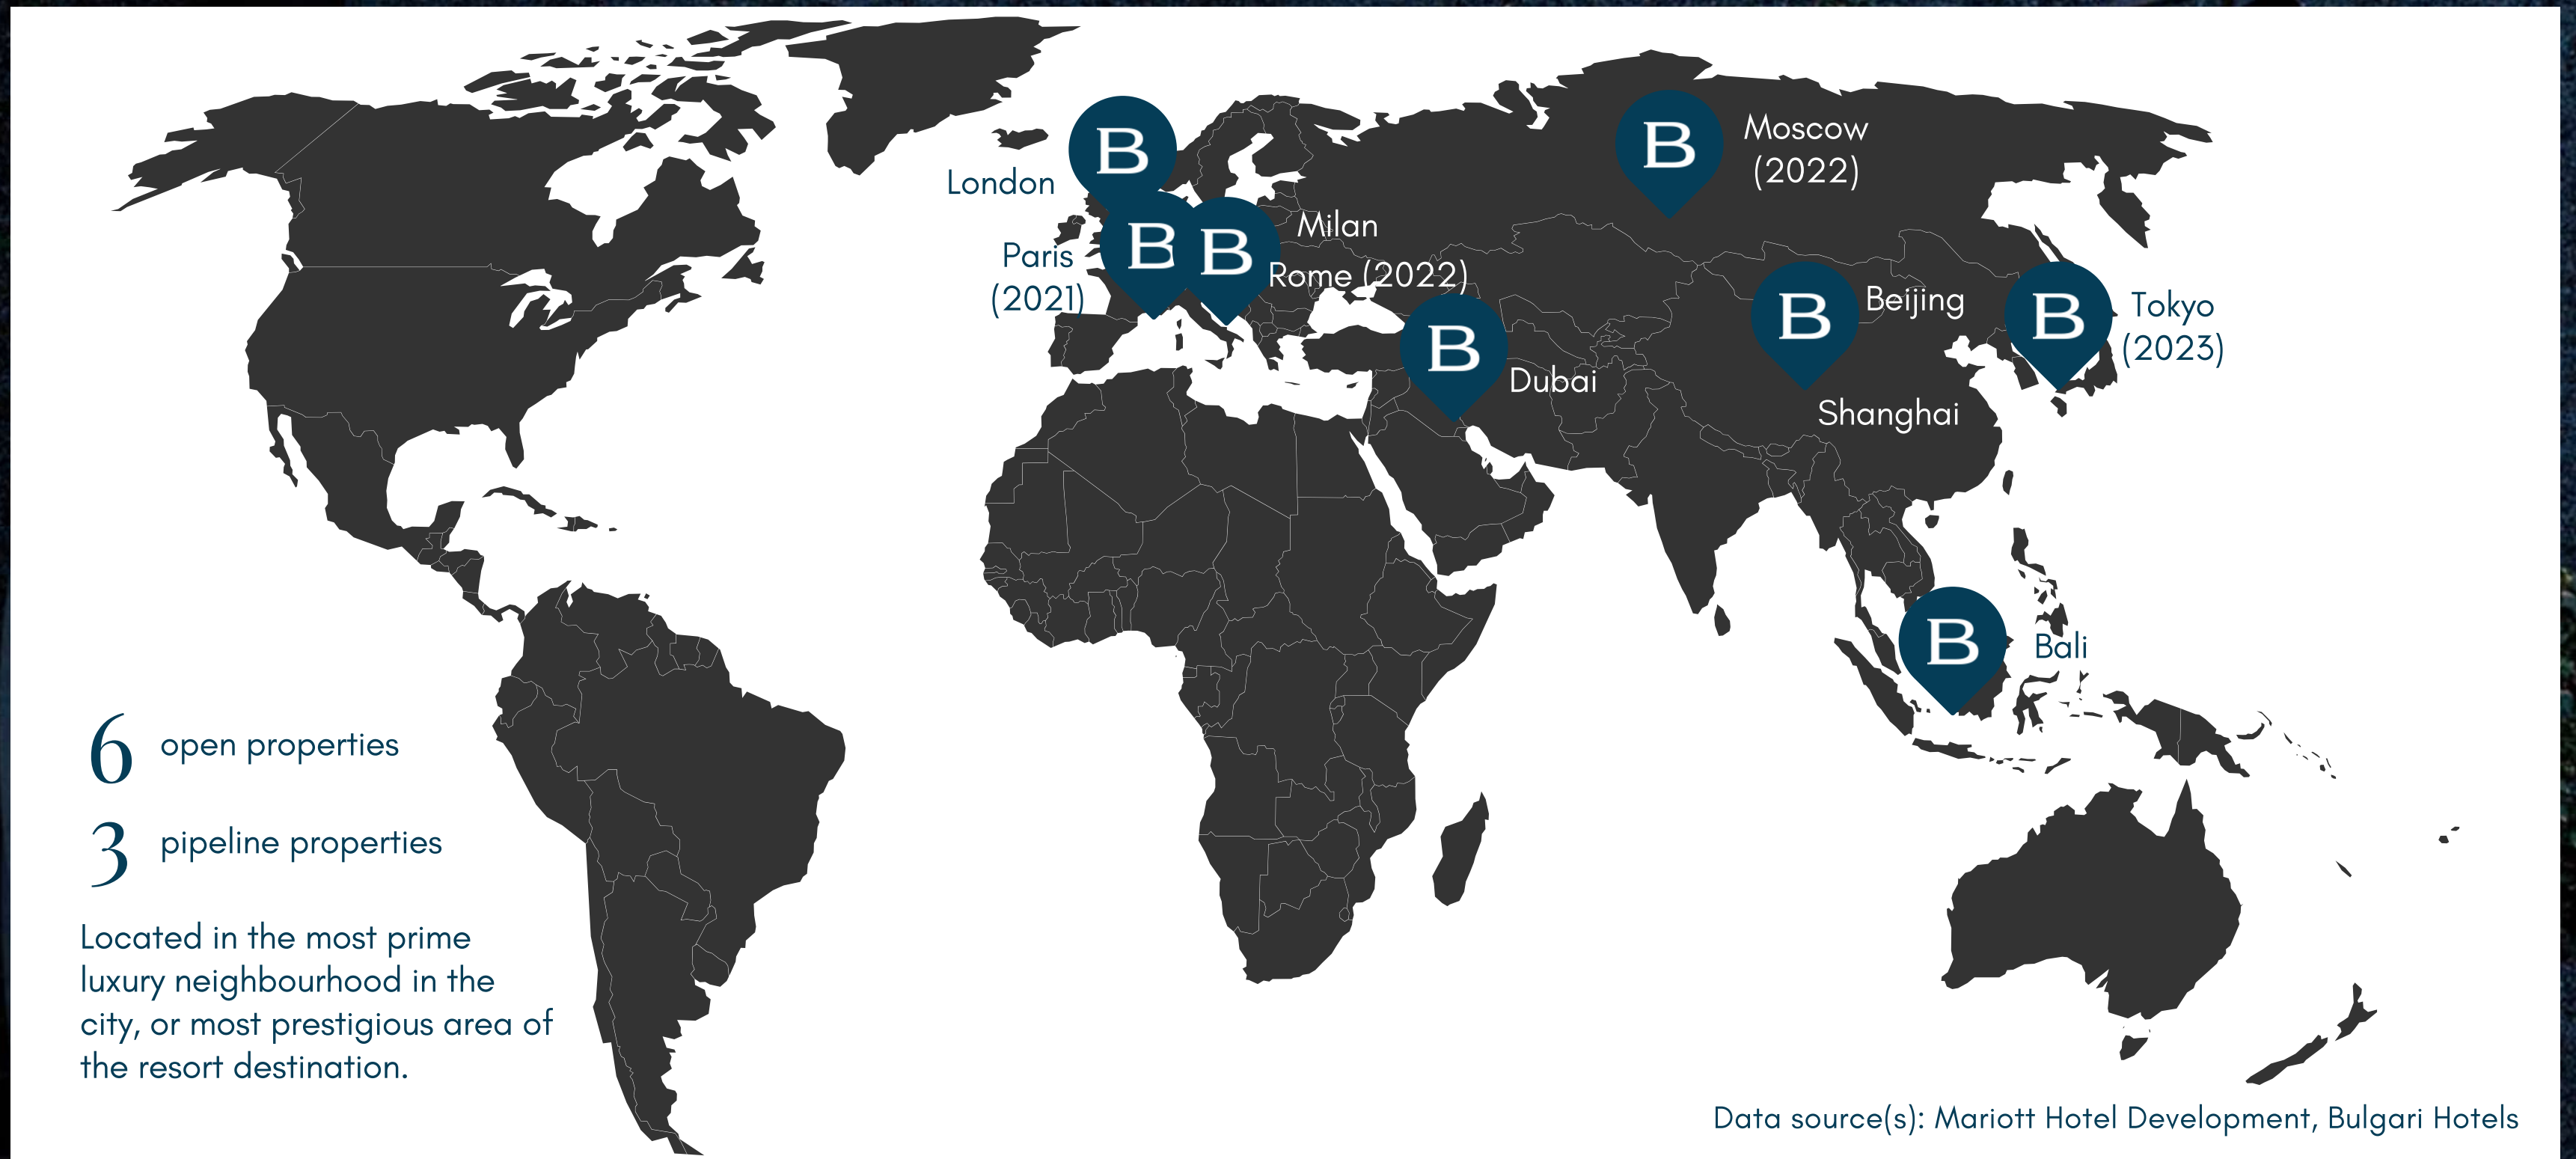 B
London
B
Paris
(2021)
B
Milan
Rome (2022)
B
Moscow
(2022)
B
Dubai
B
Beijing
Shanghai
B
Tokyo
(2023)
B
Bali
6 open properties
3 pipeline properties
Located in the most prime
luxury neighbourhood in the
city, or most prestigious area of
the resort destination.
Data source(s): Mariott Hotel Development, Bulgari Hotels